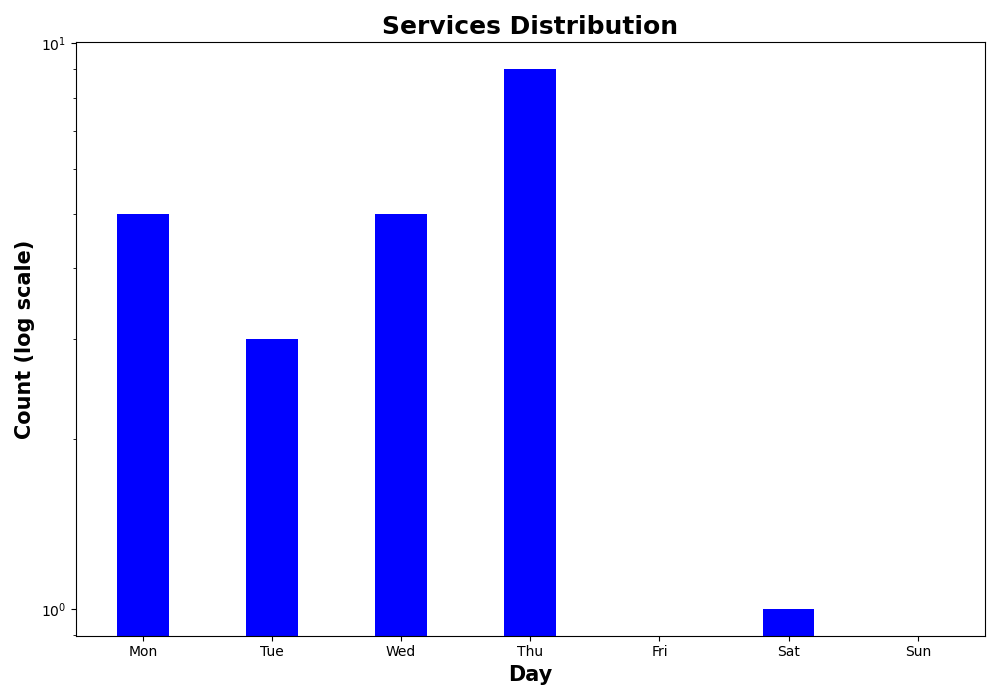 Services Distribution
Count (log scale)
10¹
10⁰
Mon Tue Wed Thu Fri Sat Sun
Day